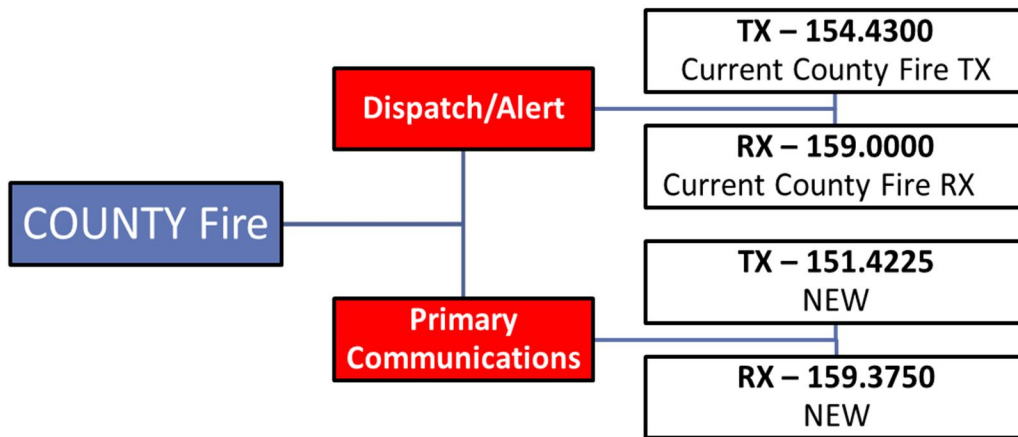 COUNTY Fire
Dispatch/Alert
TX – 154.4300
Current County Fire TX
RX – 159.0000
Current County Fire RX
Primary
Communications
TX – 151.4225
NEW
RX – 159.3750
NEW